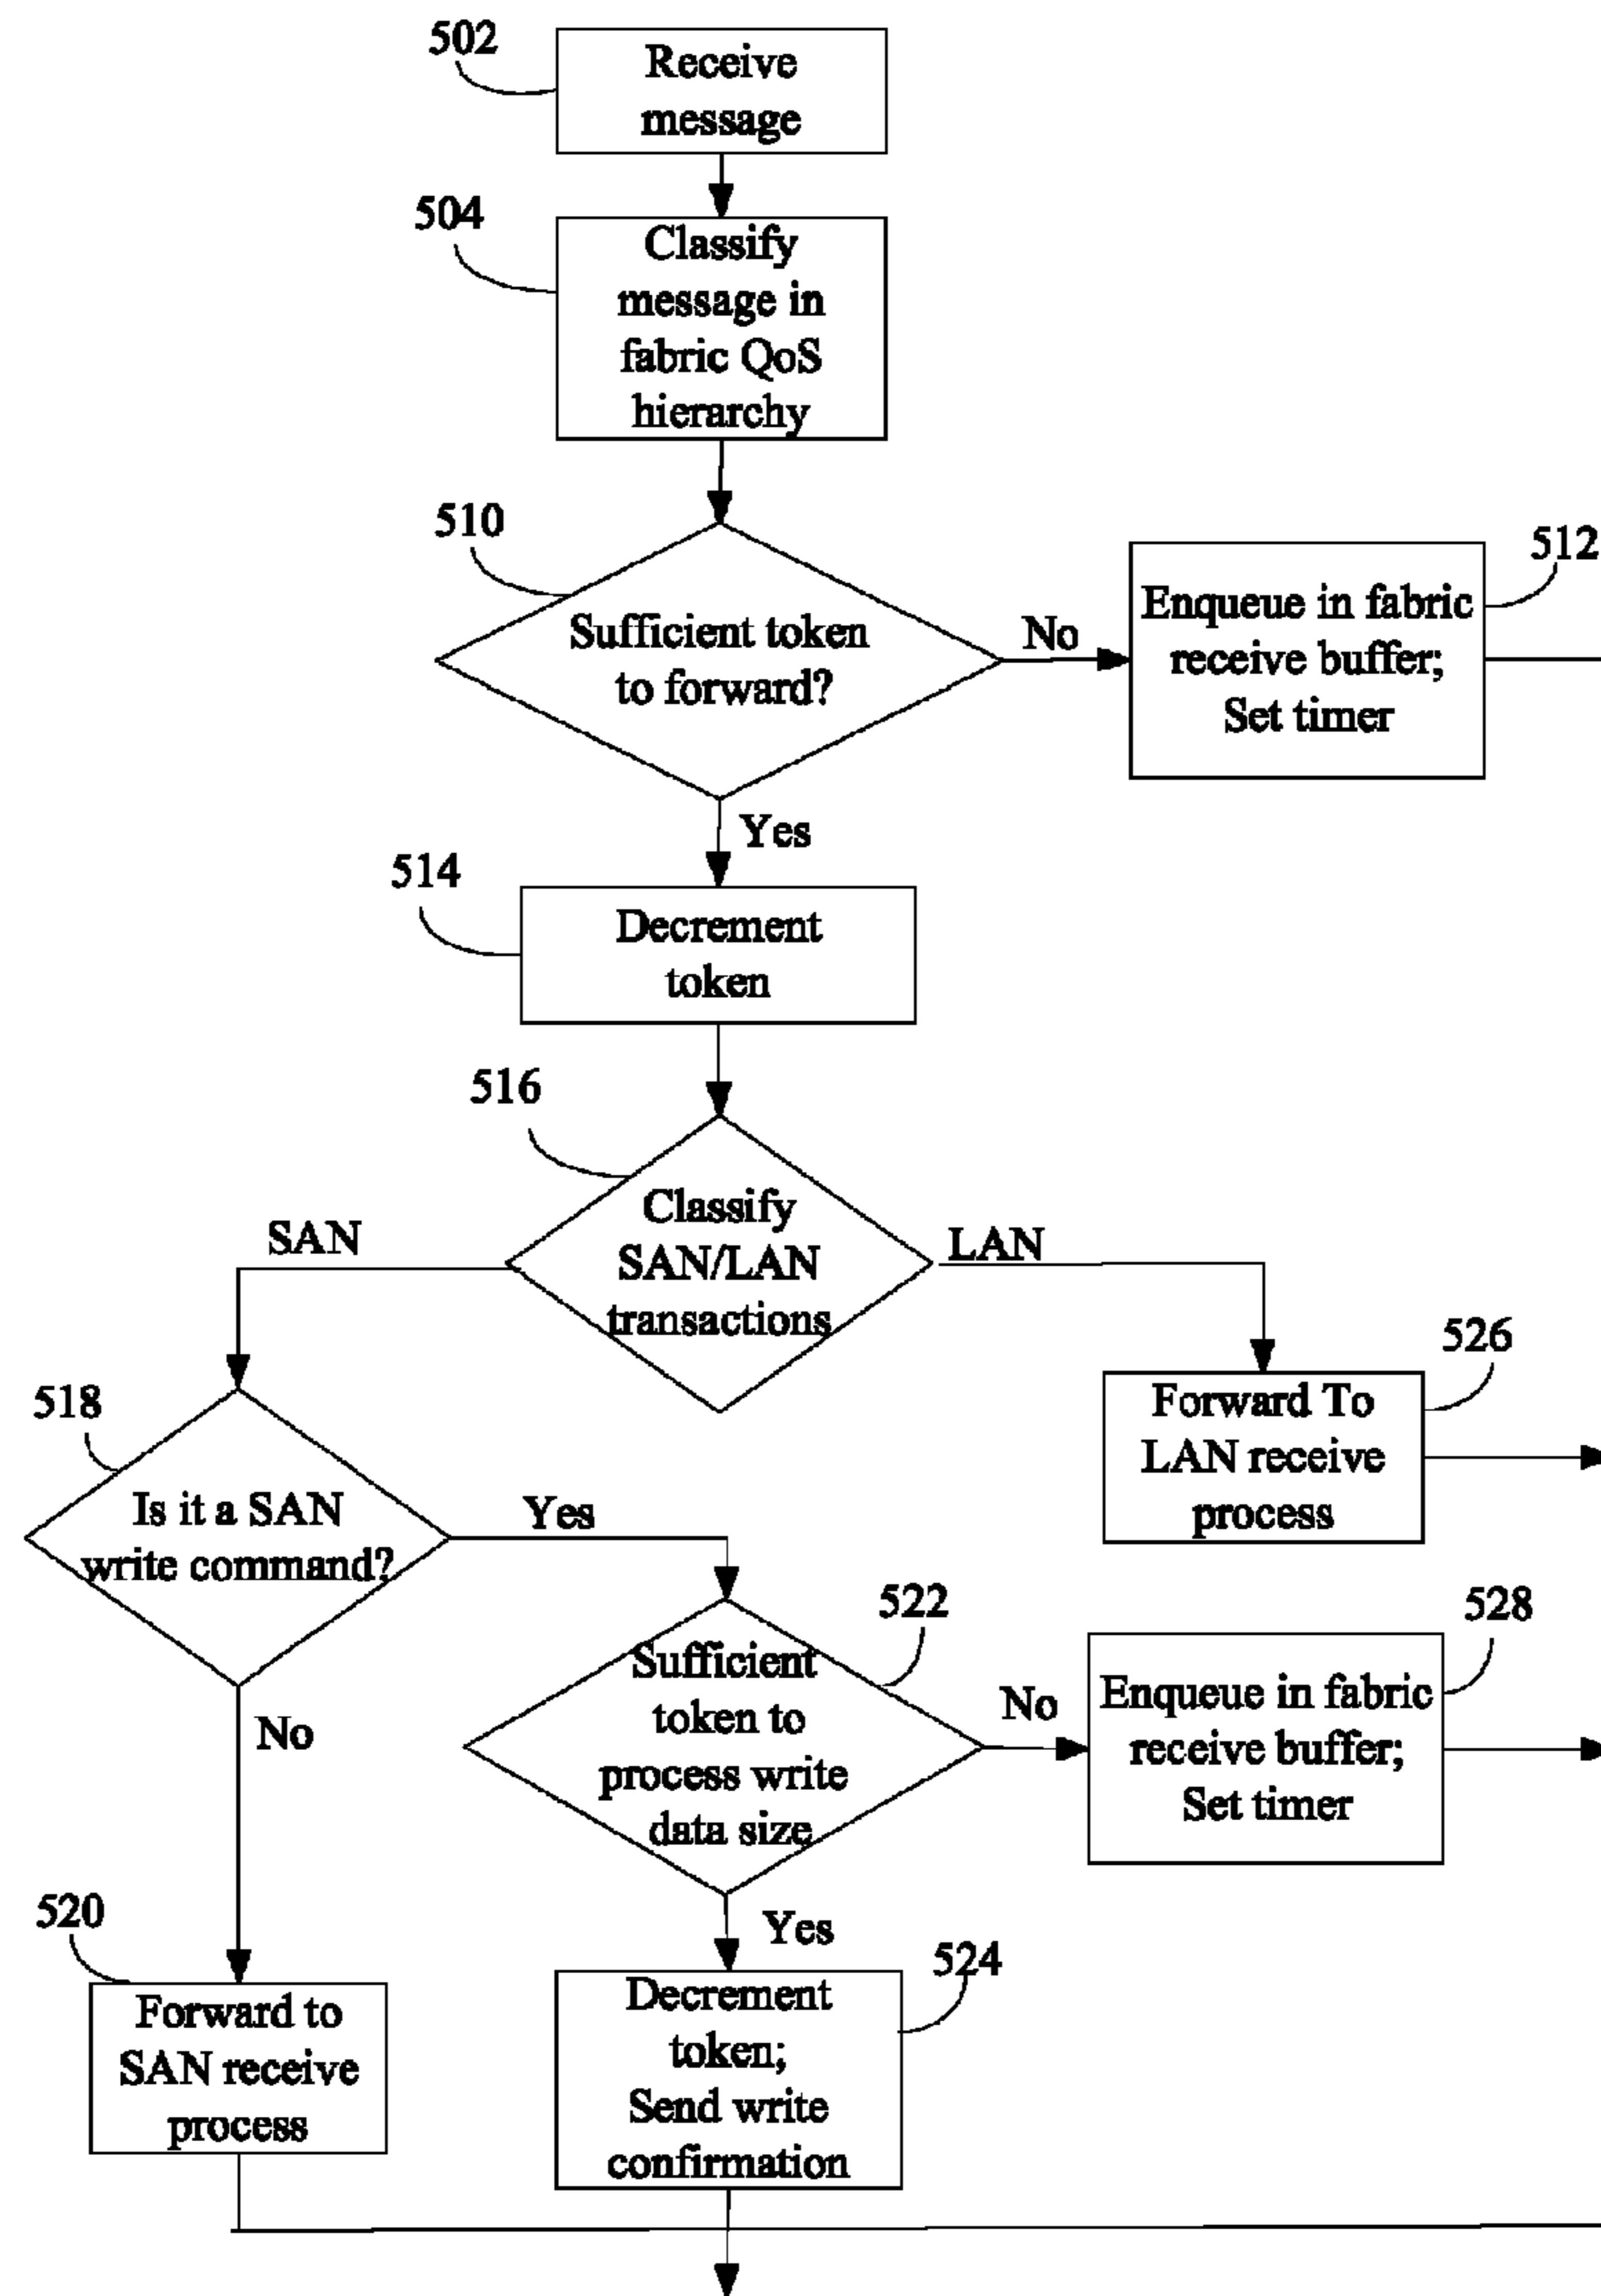 502
Receive
message
504
Classify
message in
fabric QoS
hierarchy
510
Sufficient token
to forward?
No
512
Enqueue in fabric
receive buffer;
Set timer
Yes
514
Decrement
token
516
Classify
SAN/LAN
transactions
SAN
LAN
526
Forward To
LAN receive
process
518
Is it a SAN
write command?
Yes
522
Sufficient
token to
process write
data size
No
528
Enqueue in fabric
receive buffer;
Set timer
No
520
Forward to
SAN receive
process
Yes
524
Decrement
token;
Send write
confirmation